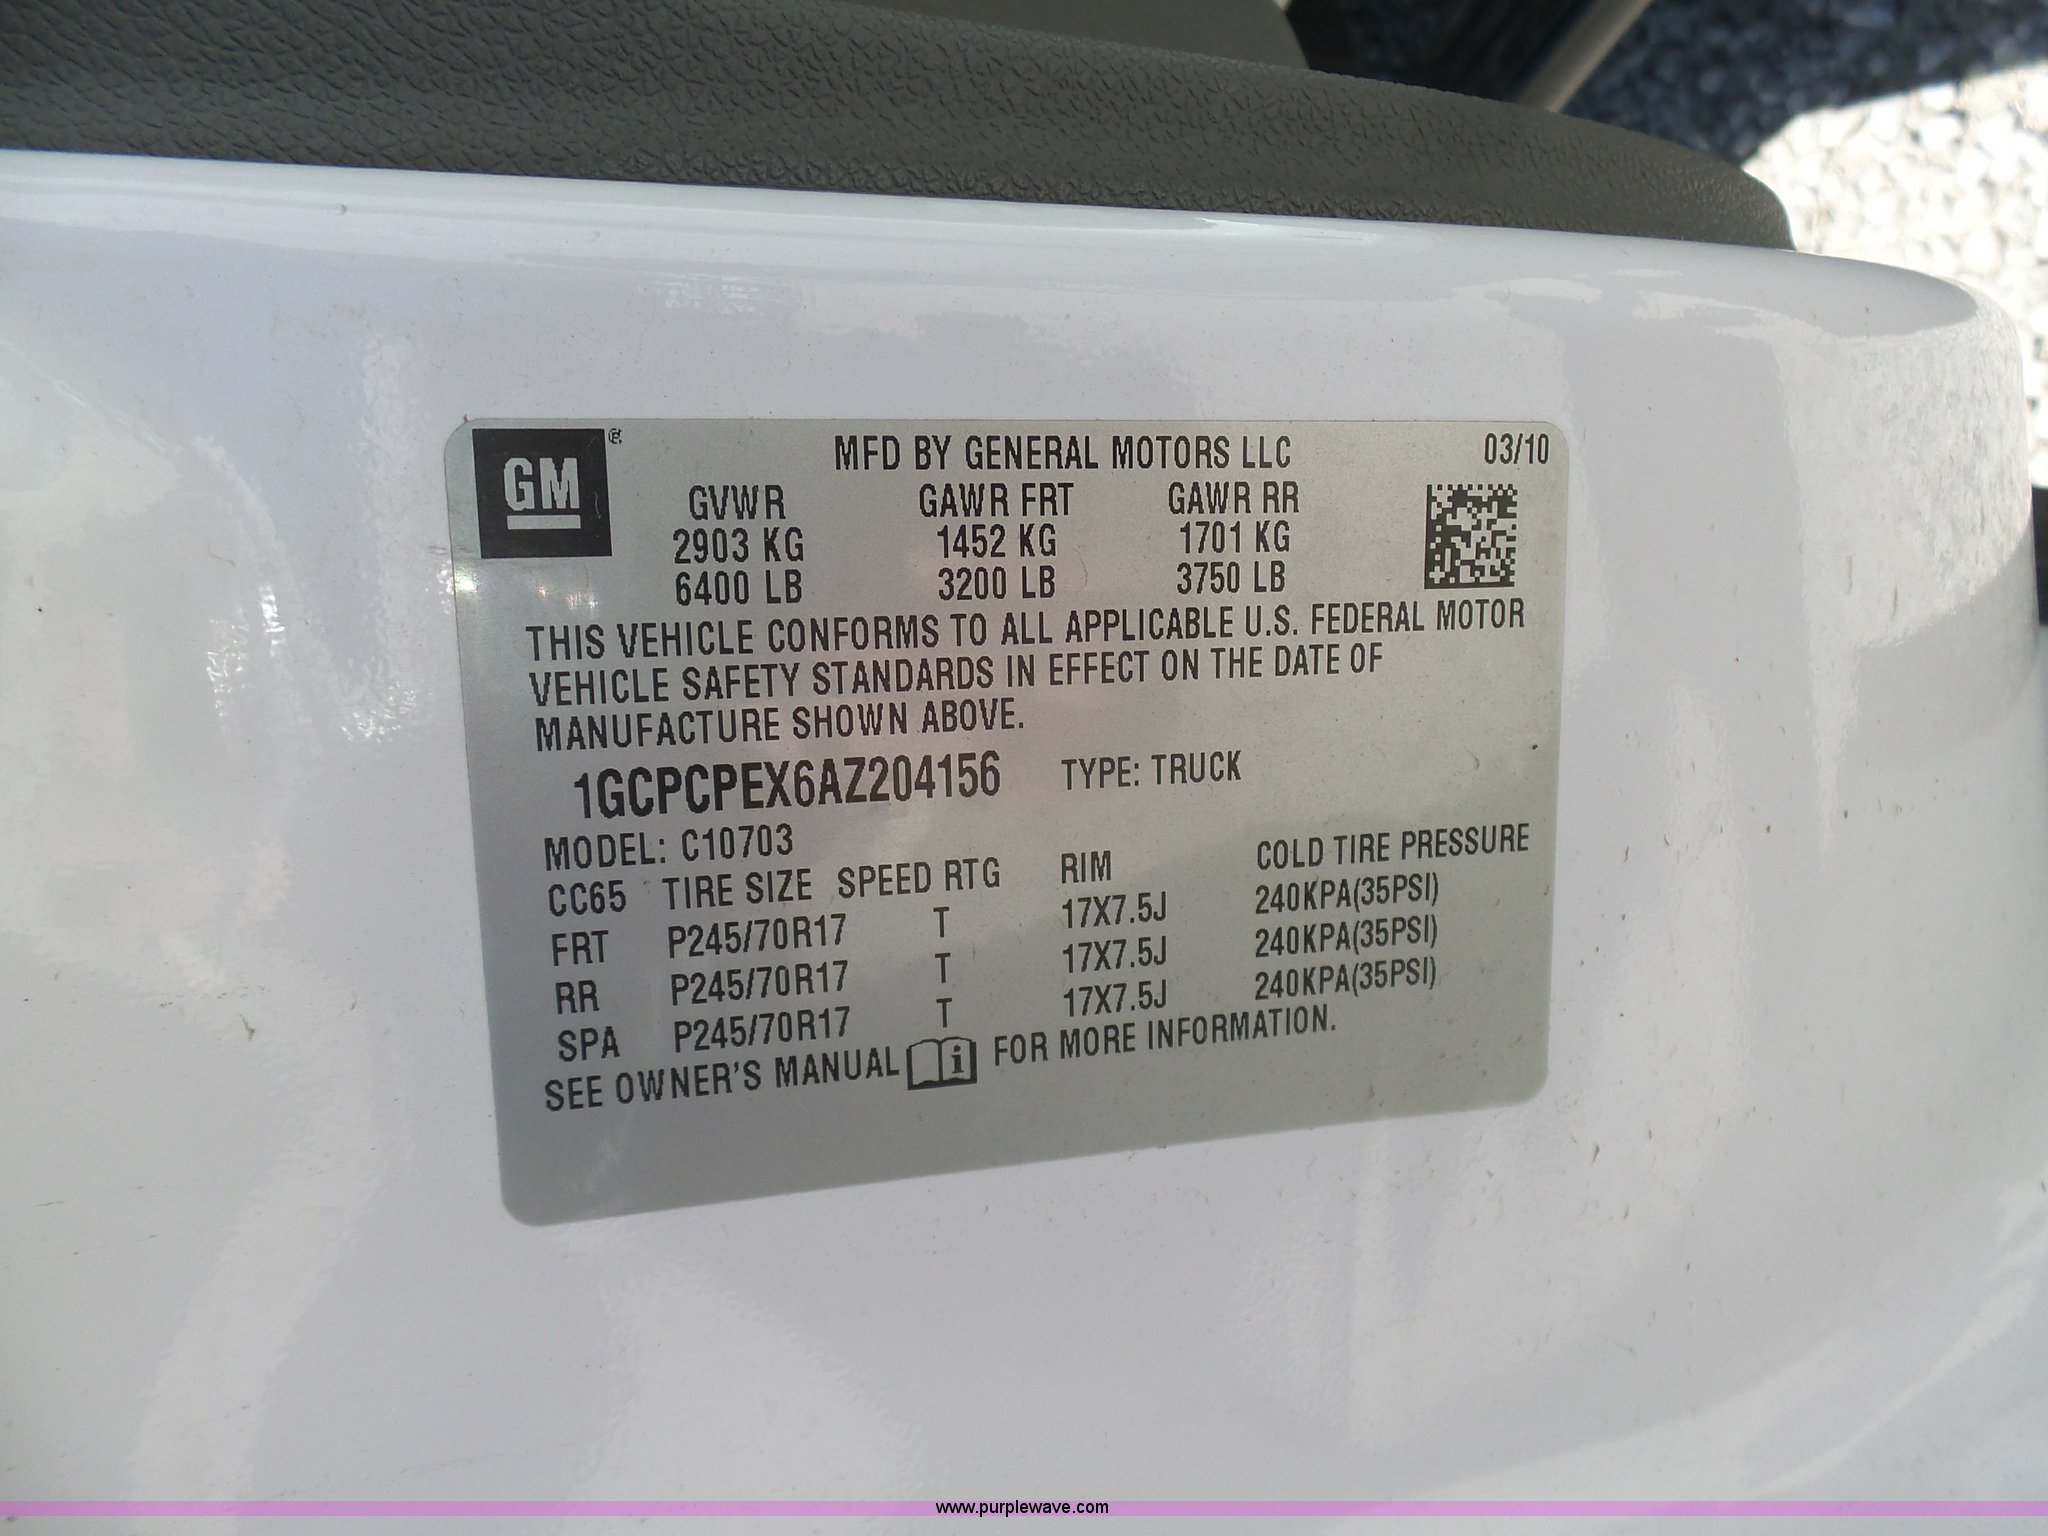 GM ®
MFD BY GENERAL MOTORS LLC 03/10
GVWR GAWR FRT GAWR RR
2903 KG 1452 KG 1701 KG
6400 LB 3200 LB 3750 LB
THIS VEHICLE CONFORMS TO ALL APPLICABLE U.S. FEDERAL MOTOR
VEHICLE SAFETY STANDARDS IN EFFECT ON THE DATE OF
MANUFACTURE SHOWN ABOVE.
1GCPCPEX6AZ204156 TYPE: TRUCK
MODEL: C10703
CC65 TIRE SIZE SPEED RTG RIM COLD TIRE PRESSURE
FRT P245/70R17 T 17X7.5J 240KPA(35PSI)
RR P245/70R17 T 17X7.5J 240KPA(35PSI)
SPA P245/70R17 T 17X7.5J 240KPA(35PSI)
SEE OWNER'S MANUAL i FOR MORE INFORMATION.
www.purplewave.com